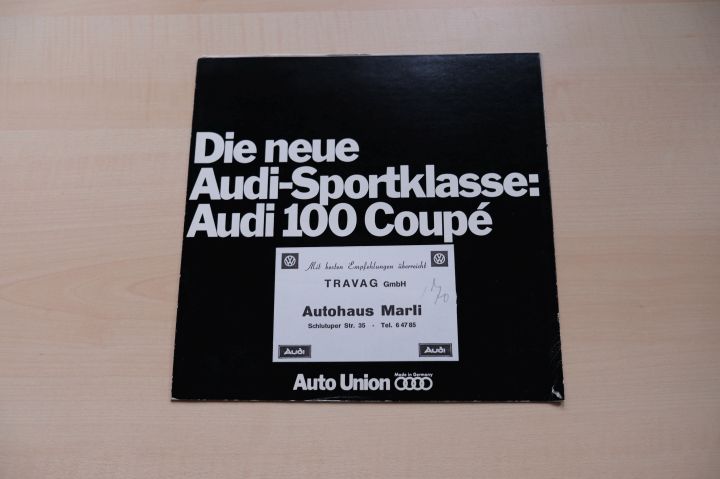 Die neue
Audi-Sportklasse:
Audi 100 Coupé
Mit besten Empfehlungen überreicht
TRAVAG GmbH
Autohaus Marli
Schlutuper Str. 35 - Tel. 6 47 85
Audi Audi
Auto Union Made in Germany